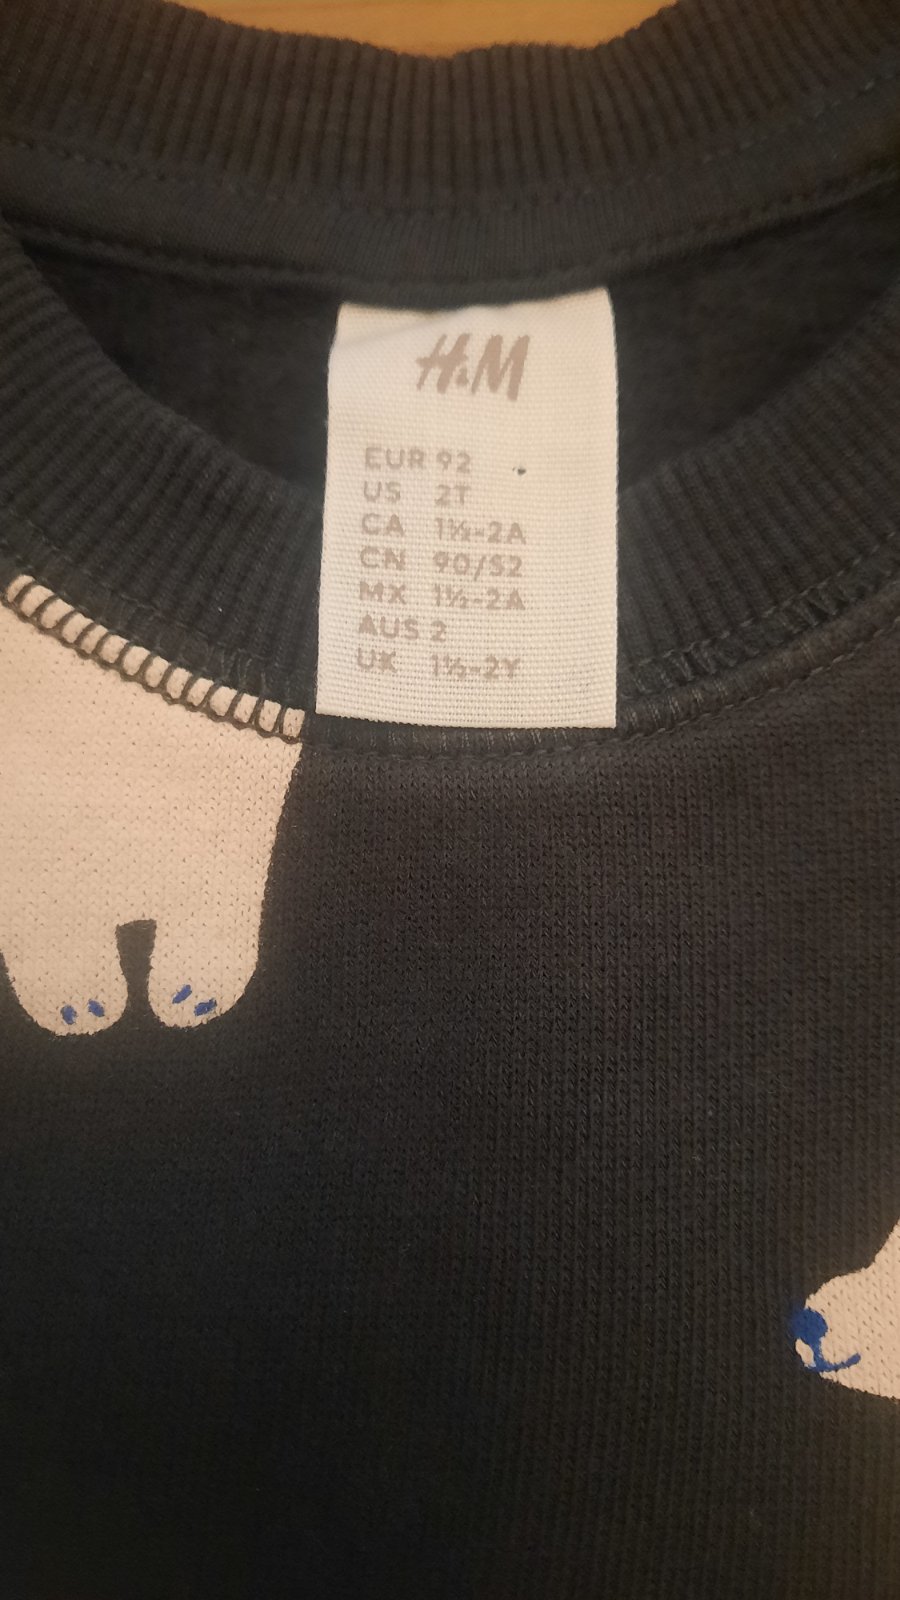 H&M
EUR 92
US 2T
CA 1½-2A
CN 90/52
MX 1½-2A
AUS 2
UK 1½-2Y